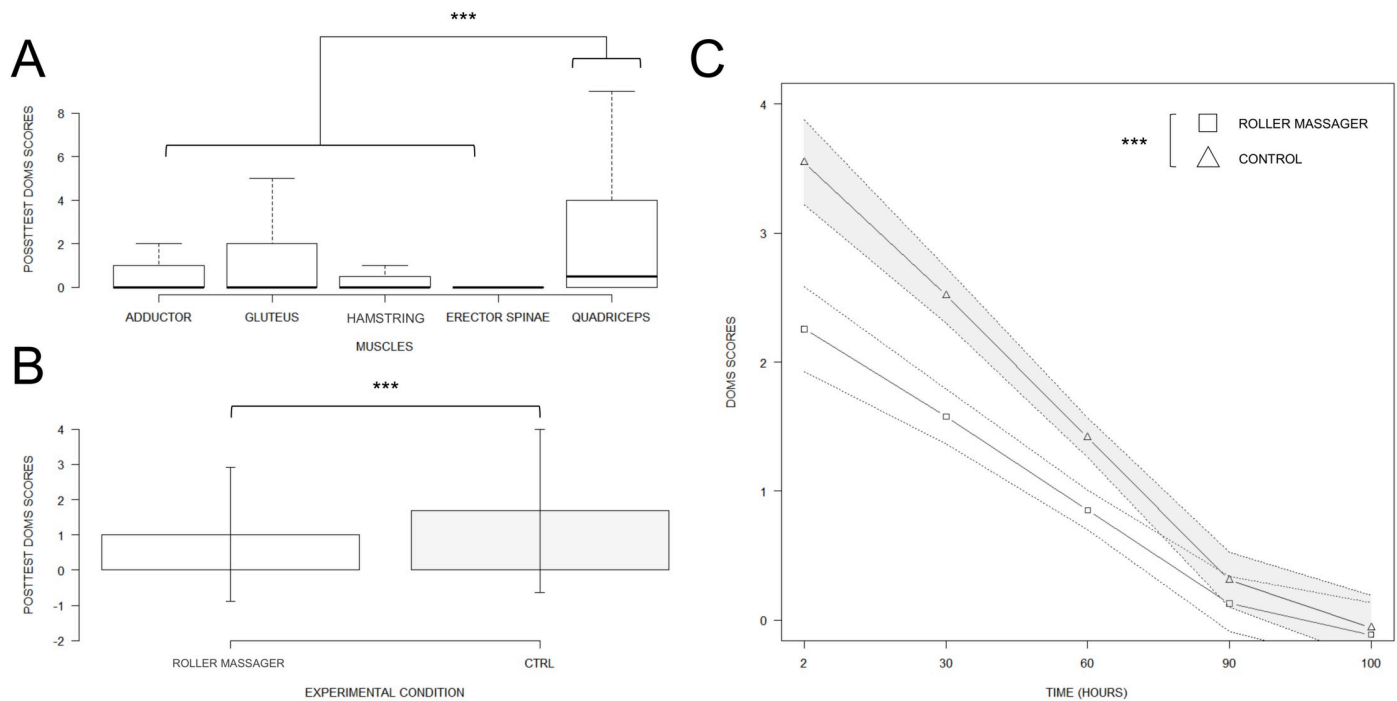 A
***
POSSTTEST DOMS SCORES
8
6
4
2
0
ADDUCTOR GLUTEUS HAMSTRING ERECTOR SPINAE QUADRICEPS
MUSCLES
B
***
POSTTEST DOMS SCORES
4
3
2
1
0
-1
-2
ROLLER MASSAGER CTRL
EXPERIMENTAL CONDITION
C
***
ROLLER MASSAGER
CONTROL
DOMS SCORES
4
3
2
1
0
2 30 60 90 100
TIME (HOURS)